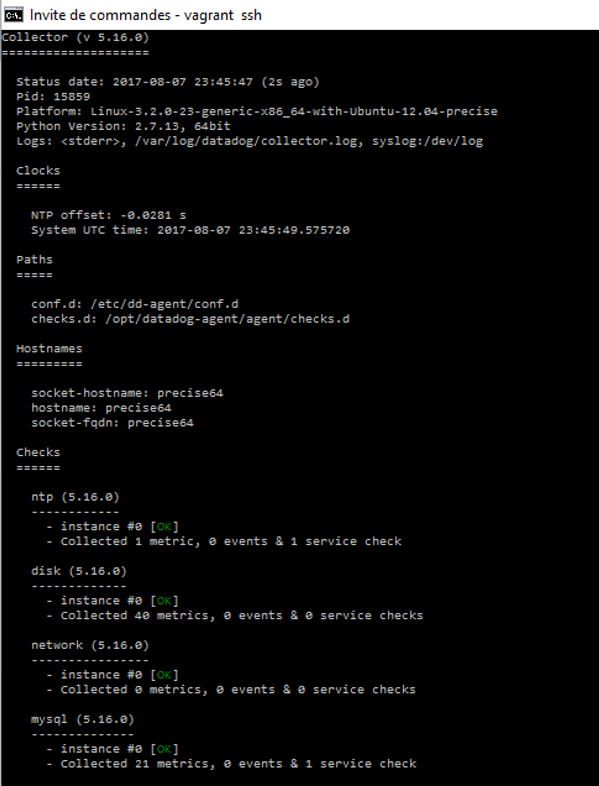 Invite de commandes - vagrant ssh
Collector (v 5.16.0)
====================
Status date: 2017-08-07 23:45:47 (2s ago)
Pid: 15859
Platform: Linux-3.2.0-23-generic-x86_64-with-Ubuntu-12.04-precise
Python Version: 2.7.13, 64bit
Logs: <stderr>, /var/log/datadog/collector.log, syslog:/dev/log
Clocks
======
NTP offset: -0.0281 s
System UTC time: 2017-08-07 23:45:49.575720
Paths
=====
conf.d: /etc/dd-agent/conf.d
checks.d: /opt/datadog-agent/agent/checks.d
Hostnames
=========
socket-hostname: precise64
hostname: precise64
socket-fqdn: precise64
Checks
======
ntp (5.16.0)
------------
- instance #0 [OK]
- Collected 1 metric, 0 events & 1 service check
disk (5.16.0)
-------------
- instance #0 [OK]
- Collected 40 metrics, 0 events & 0 service checks
network (5.16.0)
----------------
- instance #0 [OK]
- Collected 0 metrics, 0 events & 0 service checks
mysql (5.16.0)
--------------
- instance #0 [OK]
- Collected 21 metrics, 0 events & 1 service check